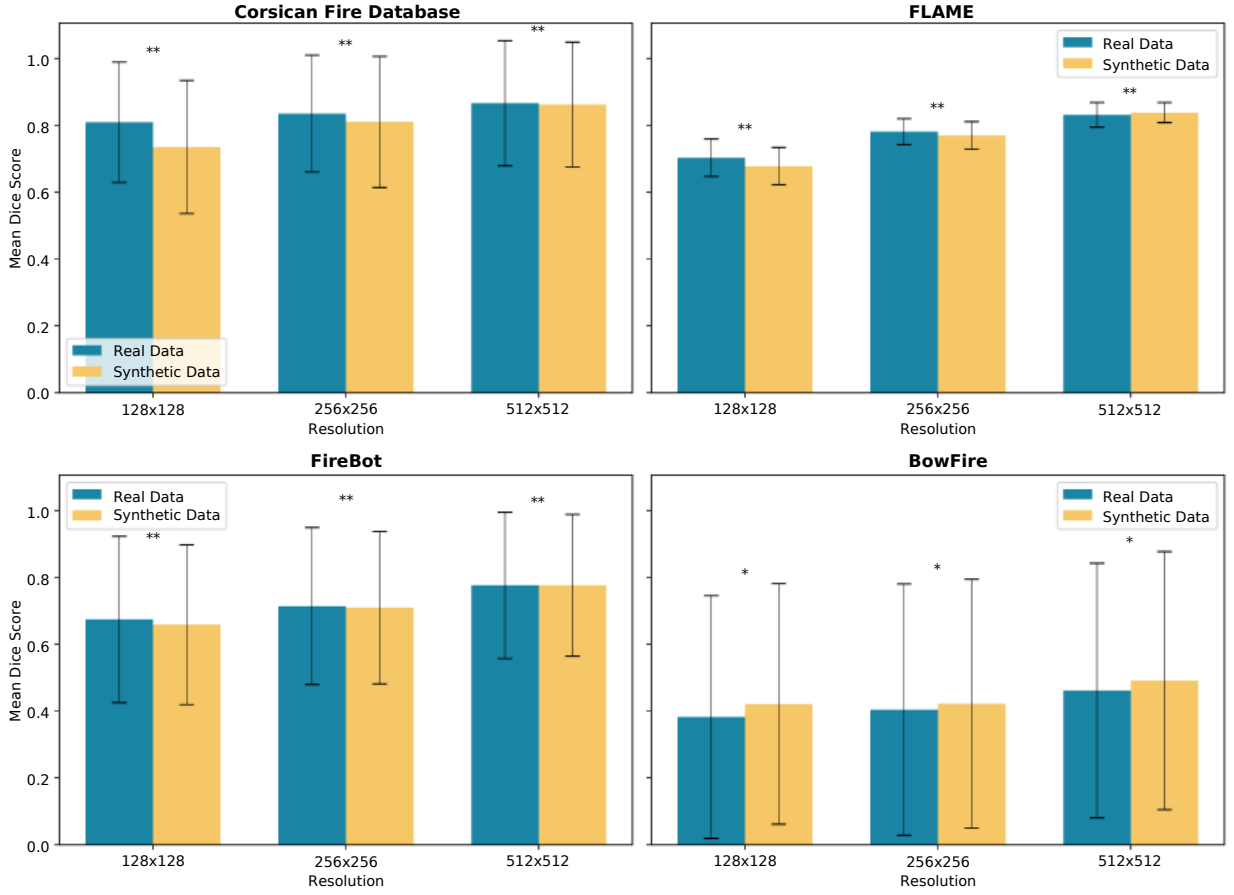 Corsican Fire Database
Mean Dice Score
1.0
0.8
0.6
0.4
0.2
0.0
**
**
**
Real Data
Synthetic Data
128x128
256x256
512x512
Resolution
FLAME
Real Data
Synthetic Data
**
**
**
128x128
256x256
512x512
Resolution
FireBot
Mean Dice Score
1.0
0.8
0.6
0.4
0.2
0.0
Real Data
Synthetic Data
**
**
**
128x128
256x256
512x512
Resolution
BowFire
Real Data
Synthetic Data
*
*
*
128x128
256x256
512x512
Resolution